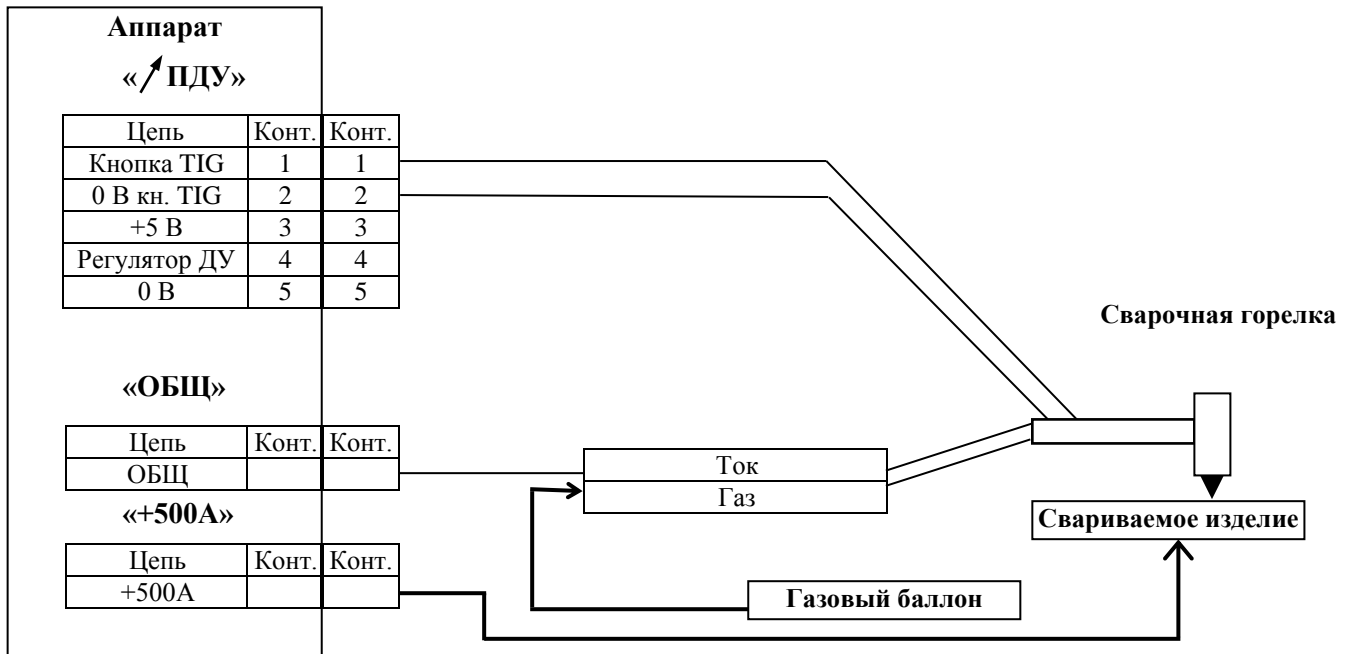 Аппарат
«↗ПДУ»
Цепь Конт. Конт.
Кнопка TIG 1 1
0 В кн. TIG 2 2
+5 В 3 3
Регулятор ДУ 4 4
0 В 5 5
Сварочная горелка
«ОБЩ»
Цепь Конт. Конт.
ОБЩ
Ток
Газ
«+500А»
Свариваемое изделие
Цепь Конт. Конт.
+500А
Газовый баллон